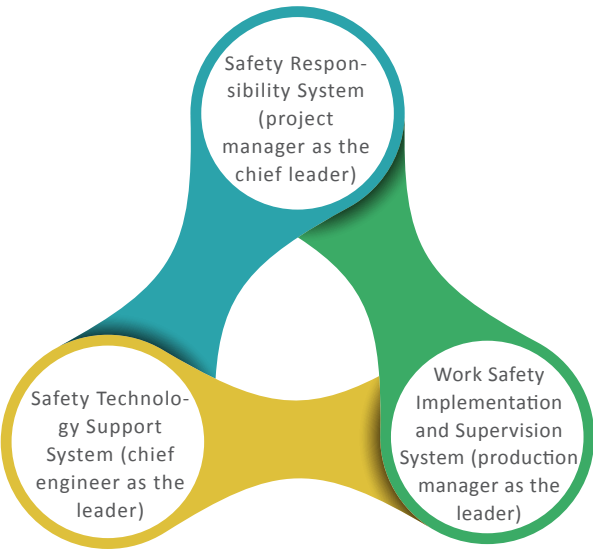 Safety Respon-
sibility System
(project
manager as the
chief leader)
Safety Technolo-
gy Support
System (chief
engineer as the
leader)
Work Safety
Implementation
and Supervision
System (production
manager as the
leader)